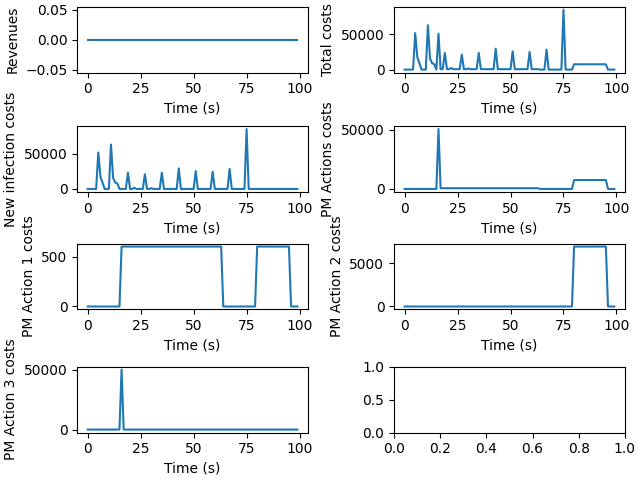 Revenues
0.05
0.00
−0.05
0 25 50 75 100
Time (s)
Total costs
50000
0
0 25 50 75 100
Time (s)
New infection costs
50000
0
0 25 50 75 100
Time (s)
PM Actions costs
50000
0
0 25 50 75 100
Time (s)
PM Action 1 costs
500
0
0 25 50 75 100
Time (s)
PM Action 2 costs
5000
0
0 25 50 75 100
Time (s)
PM Action 3 costs
50000
0
0 25 50 75 100
Time (s)
1.0
0.5
0.0
0.0 0.2 0.4 0.6 0.8 1.0